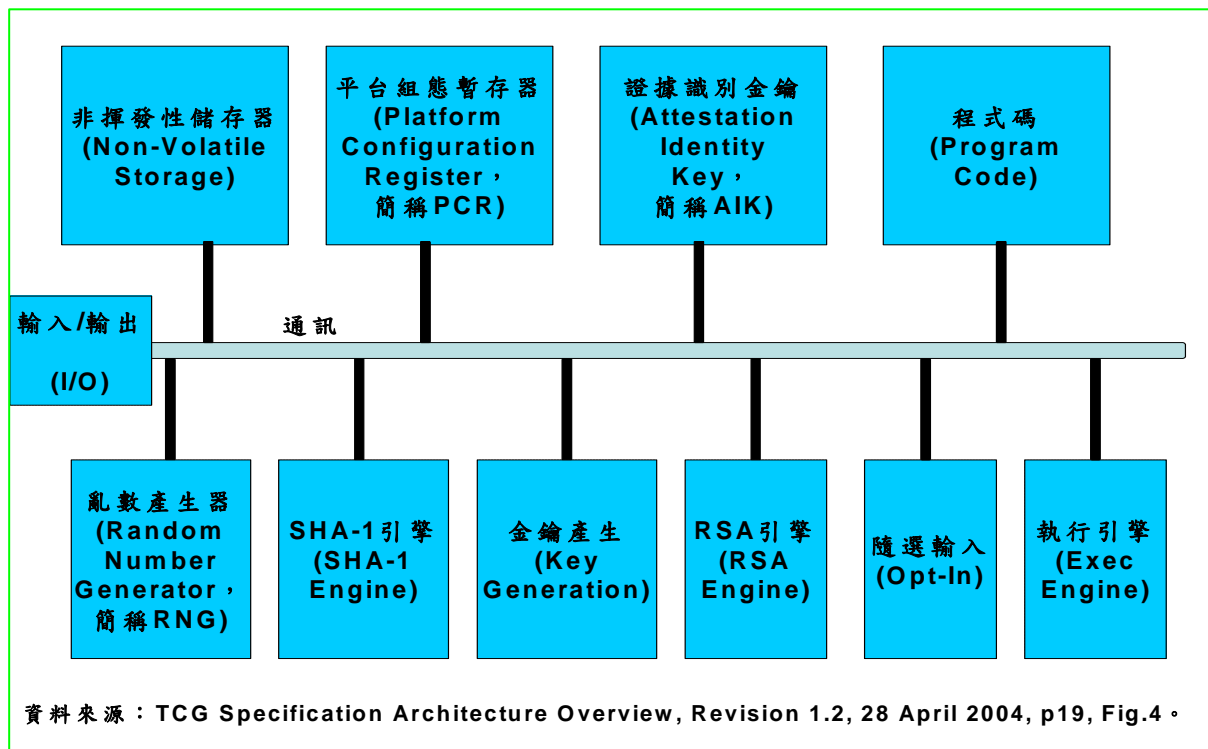 非揮發性儲存器
(Non-Volatile
Storage)
平台組態暫存器
(Platform
Configuration
Register,
簡稱PCR)
證據識別金鑰
(Attestation
Identity
Key,
簡稱AIK)
程式碼
(Program
Code)
輸入/輸出
(I/O)
通訊
亂數產生器
(Random
Number
Generator,
簡稱RNG)
SHA-1引擎
(SHA-1
Engine)
金鑰產生
(Key
Generation)
RSA引擎
(RSA
Engine)
隨選輸入
(Opt-In)
執行引擎
(Exec
Engine)
資料來源:TCG Specification Architecture Overview, Revision 1.2, 28 April 2004, p19, Fig.4。